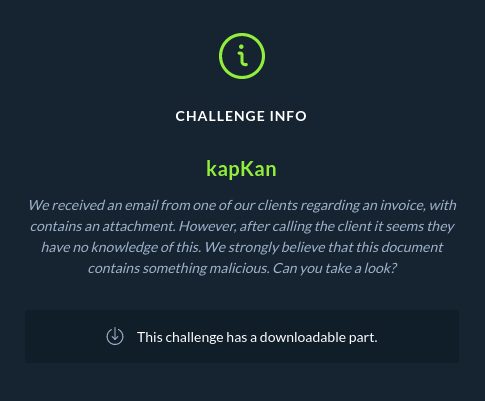 CHALLENGE INFO
kapKan
We received an email from one of our clients regarding an invoice, with
contains an attachment. However, after calling the client it seems they
have no knowledge of this. We strongly believe that this document
contains something malicious. Can you take a look?
This challenge has a downloadable part.